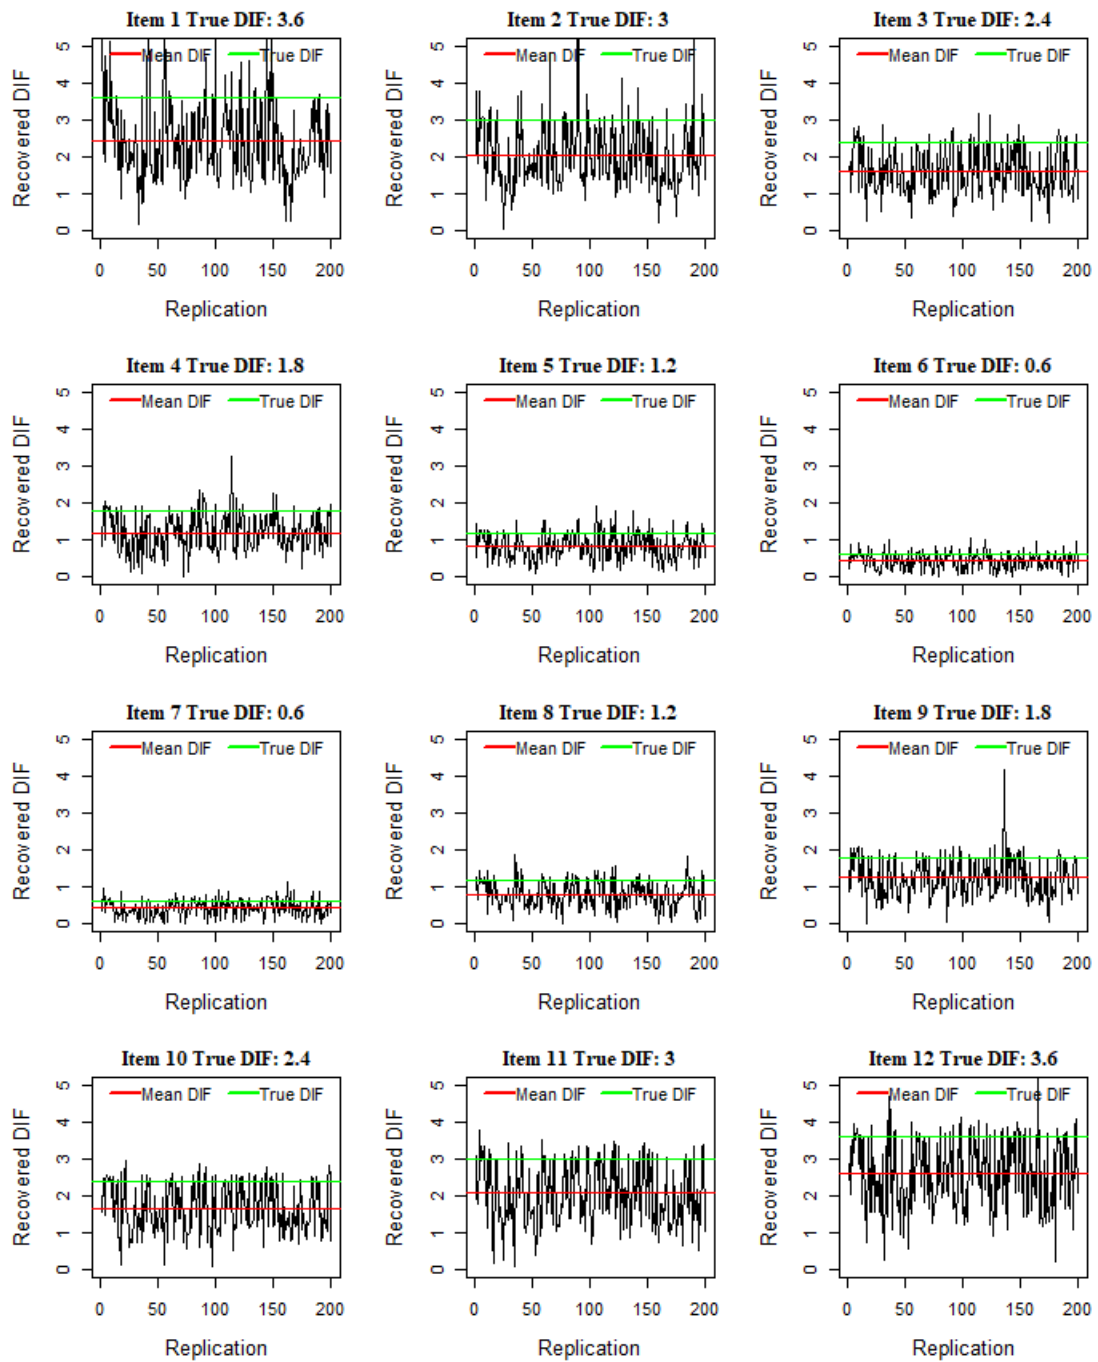 Item 1 True DIF: 3.6
Mean DIF True DIF
Recovered DIF
5
4
3
2
1
0
0 50 100 150 200
Replication
Item 2 True DIF: 3
Mean DIF True DIF
Recovered DIF
5
4
3
2
1
0
0 50 100 150 200
Replication
Item 3 True DIF: 2.4
Mean DIF True DIF
Recovered DIF
5
4
3
2
1
0
0 50 100 150 200
Replication
Item 4 True DIF: 1.8
Mean DIF True DIF
Recovered DIF
5
4
3
2
1
0
0 50 100 150 200
Replication
Item 5 True DIF: 1.2
Mean DIF True DIF
Recovered DIF
5
4
3
2
1
0
0 50 100 150 200
Replication
Item 6 True DIF: 0.6
Mean DIF True DIF
Recovered DIF
5
4
3
2
1
0
0 50 100 150 200
Replication
Item 7 True DIF: 0.6
Mean DIF True DIF
Recovered DIF
5
4
3
2
1
0
0 50 100 150 200
Replication
Item 8 True DIF: 1.2
Mean DIF True DIF
Recovered DIF
5
4
3
2
1
0
0 50 100 150 200
Replication
Item 9 True DIF: 1.8
Mean DIF True DIF
Recovered DIF
5
4
3
2
1
0
0 50 100 150 200
Replication
Item 10 True DIF: 2.4
Mean DIF True DIF
Recovered DIF
5
4
3
2
1
0
0 50 100 150 200
Replication
Item 11 True DIF: 3
Mean DIF True DIF
Recovered DIF
5
4
3
2
1
0
0 50 100 150 200
Replication
Item 12 True DIF: 3.6
Mean DIF True DIF
Recovered DIF
5
4
3
2
1
0
0 50 100 150 200
Replication